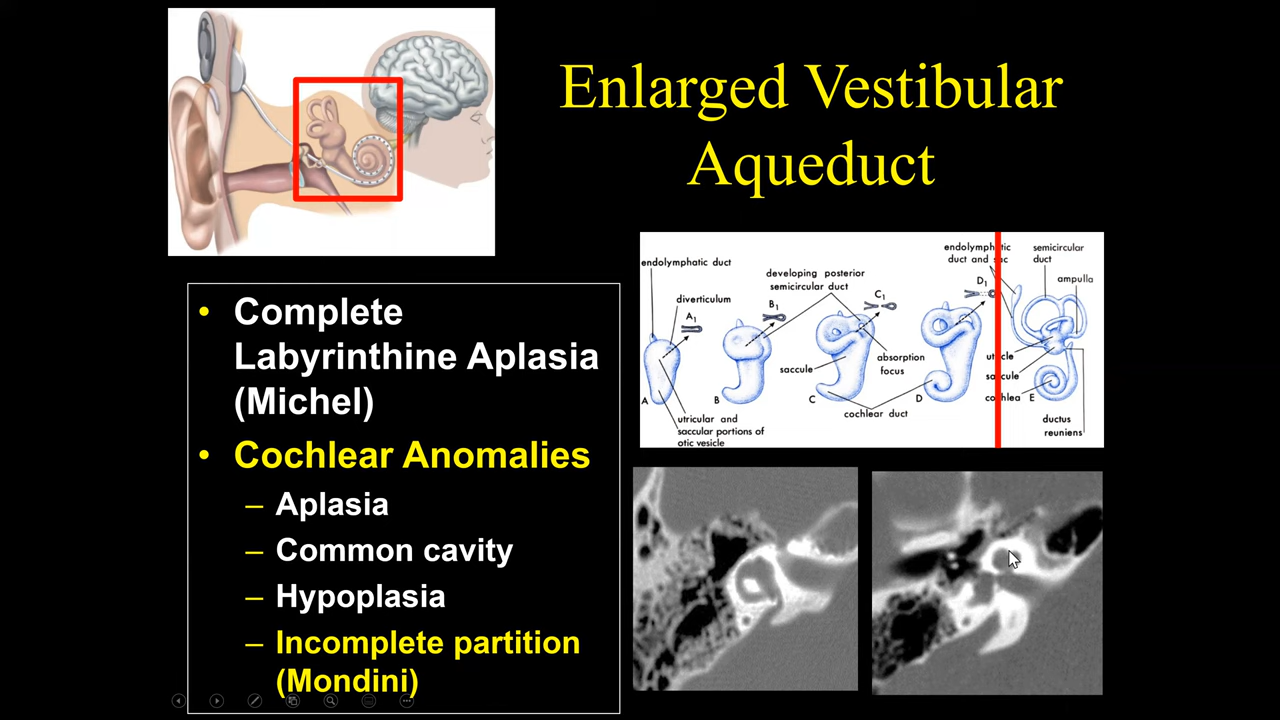 Enlarged Vestibular
Aqueduct
• Complete
Labyrinthine Aplasia
(Michel)
• Cochlear Anomalies
– Aplasia
– Common cavity
– Hypoplasia
– Incomplete partition
(Mondini)
endolymphatic duct
diverticulum
A1
A
utricular and
saccular portions of
otic vesicle
developing posterior
semicircular duct
B1
B
saccule
C1
C
absorption
focus
cochlear duct
D1
D
endolymphatic
duct and sac
semicircular
duct
ampulla
utricle
saccule
cochlea
E
ductus
reuniens